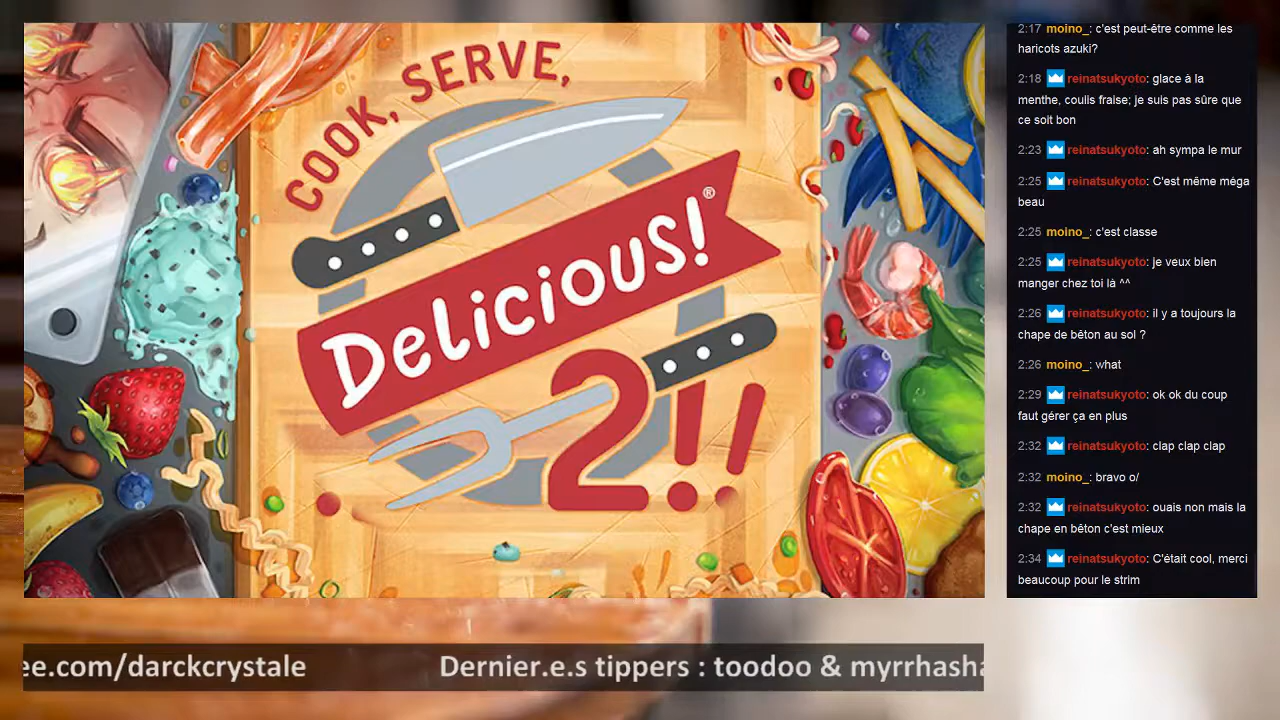 COOK, SERVE,
Delicious!®
2!!
2:17 moino_: c'est peut-être comme les
haricots azuki?
2:18 reinatsukyoto: glace à la
menthe, coulis fraise; je suis pas sûre que
ce soit bon
2:23 reinatsukyoto: ah sympa le mur
2:25 reinatsukyoto: C'est même méga
beau
2:25 moino_: c'est classe
2:25 reinatsukyoto: je veux bien
manger chez toi là ^^
2:26 reinatsukyoto: il y a toujours la
chape de bêton au sol ?
2:26 moino_: what
2:29 reinatsukyoto: ok ok du coup
faut gérer ça en plus
2:32 reinatsukyoto: clap clap clap
2:32 moino_: bravo o/
2:32 reinatsukyoto: ouais non mais la
chape en bêton c'est mieux
2:34 reinatsukyoto: C'était cool, merci
beaucoup pour le strim
ee.com/darckcrystale Dernier.e.s tippers : toodoo & myrrhasha